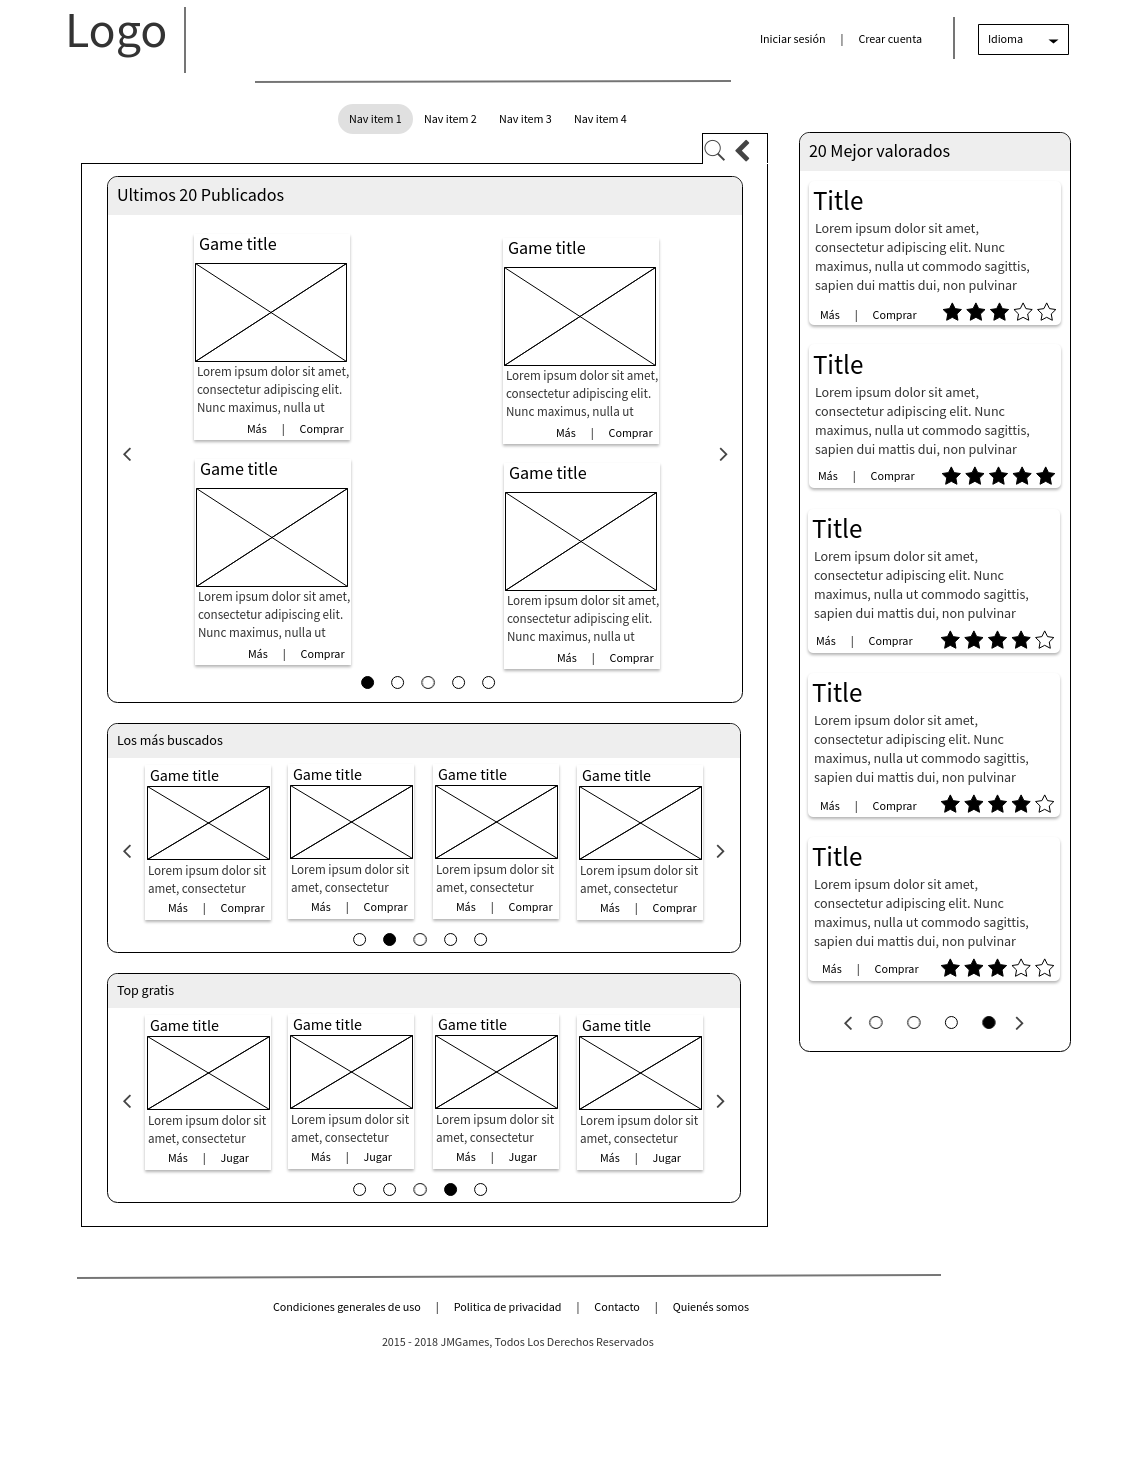 Logo
Iniciar sesión | Crear cuenta
Idioma
Nav item 1 Nav item 2 Nav item 3 Nav item 4
Ultimos 20 Publicados
Game title
Lorem ipsum dolor sit amet,
consectetur adipiscing elit.
Nunc maximus, nulla ut
Más | Comprar
Game title
Lorem ipsum dolor sit amet,
consectetur adipiscing elit.
Nunc maximus, nulla ut
Más | Comprar
Game title
Lorem ipsum dolor sit amet,
consectetur adipiscing elit.
Nunc maximus, nulla ut
Más | Comprar
Game title
Lorem ipsum dolor sit amet,
consectetur adipiscing elit.
Nunc maximus, nulla ut
Más | Comprar
Los más buscados
Game title
Lorem ipsum dolor sit
amet, consectetur
Más | Comprar
Game title
Lorem ipsum dolor sit
amet, consectetur
Más | Comprar
Game title
Lorem ipsum dolor sit
amet, consectetur
Más | Comprar
Game title
Lorem ipsum dolor sit
amet, consectetur
Más | Comprar
Top gratis
Game title
Lorem ipsum dolor sit
amet, consectetur
Más | Jugar
Game title
Lorem ipsum dolor sit
amet, consectetur
Más | Jugar
Game title
Lorem ipsum dolor sit
amet, consectetur
Más | Jugar
Game title
Lorem ipsum dolor sit
amet, consectetur
Más | Jugar
20 Mejor valorados
Title
Lorem ipsum dolor sit amet,
consectetur adipiscing elit. Nunc
maximus, nulla ut commodo sagittis,
sapien dui mattis dui, non pulvinar
Más | Comprar
Title
Lorem ipsum dolor sit amet,
consectetur adipiscing elit. Nunc
maximus, nulla ut commodo sagittis,
sapien dui mattis dui, non pulvinar
Más | Comprar
Title
Lorem ipsum dolor sit amet,
consectetur adipiscing elit. Nunc
maximus, nulla ut commodo sagittis,
sapien dui mattis dui, non pulvinar
Más | Comprar
Title
Lorem ipsum dolor sit amet,
consectetur adipiscing elit. Nunc
maximus, nulla ut commodo sagittis,
sapien dui mattis dui, non pulvinar
Más | Comprar
Title
Lorem ipsum dolor sit amet,
consectetur adipiscing elit. Nunc
maximus, nulla ut commodo sagittis,
sapien dui mattis dui, non pulvinar
Más | Comprar
Condiciones generales de uso | Politica de privacidad | Contacto | Quienés somos
2015 - 2018 JMGames, Todos Los Derechos Reservados